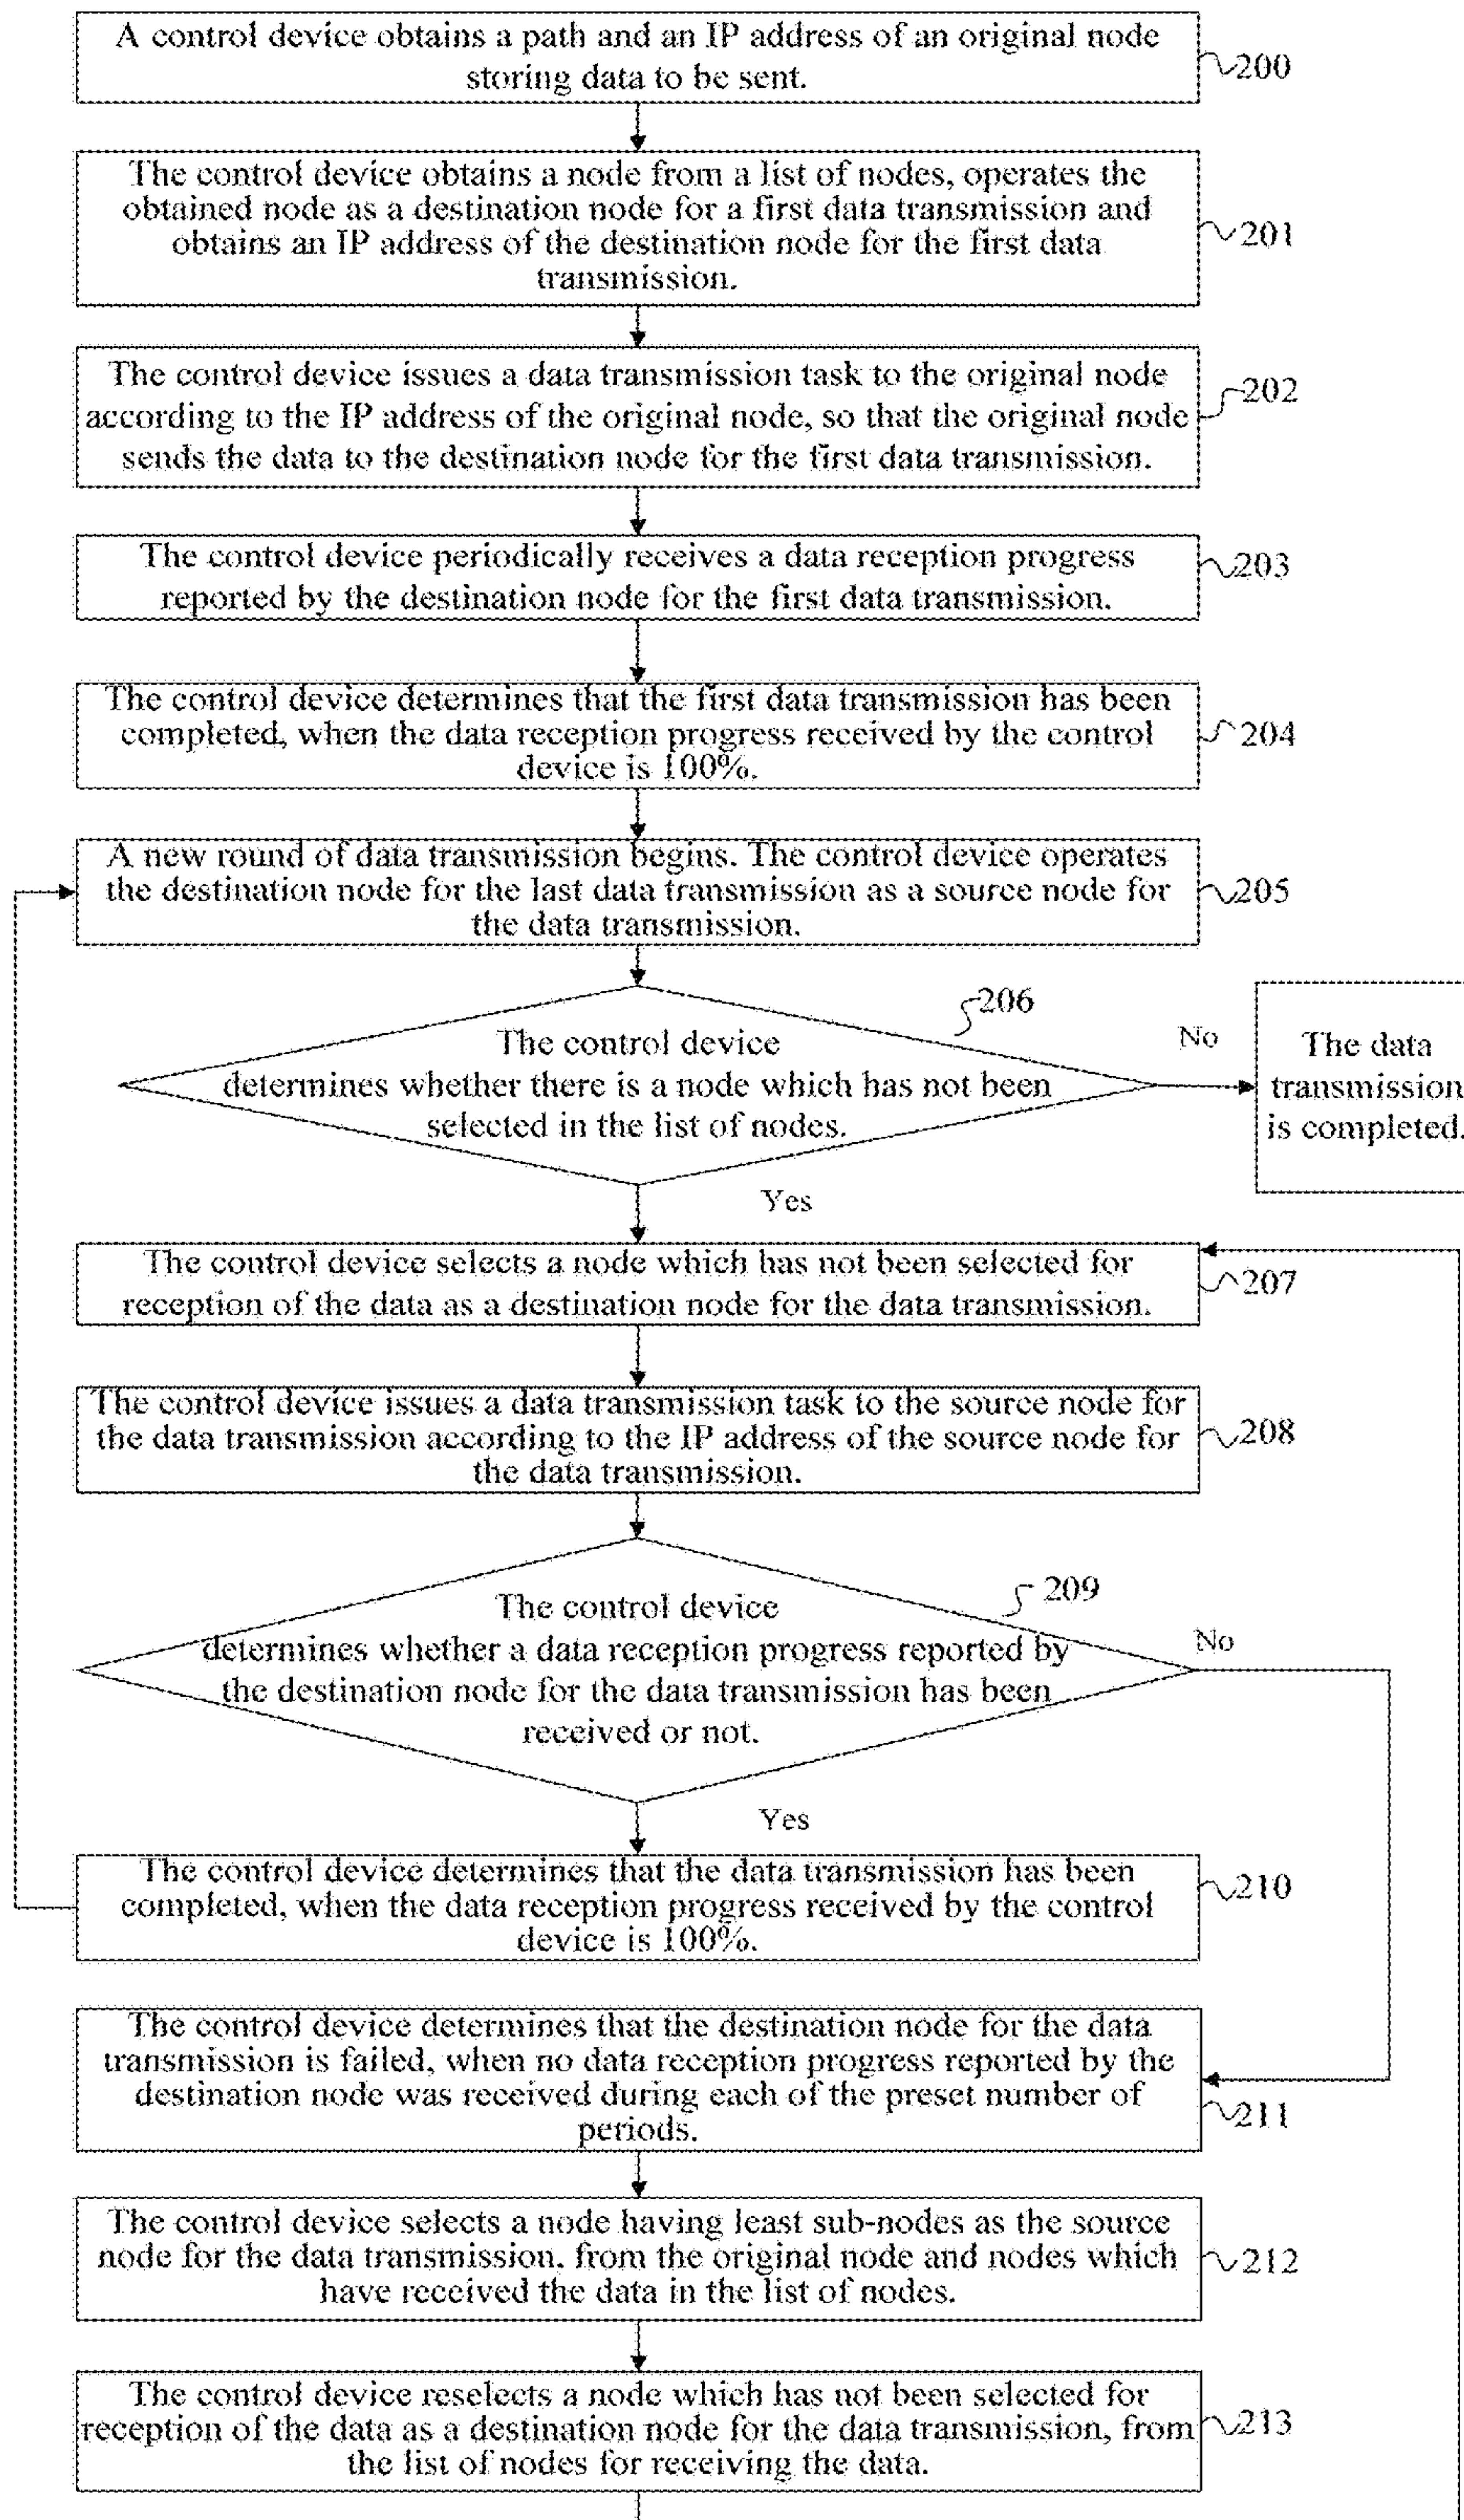 A control device obtains a path and an IP address of an original node
storing data to be sent.
200
The control device obtains a node from a list of nodes, operates the
obtained node as a destination node for a first data transmission and
obtains an IP address of the destination node for the first data
transmission.
201
The control device issues a data transmission task to the original node
according to the IP address of the original node, so that the original node
sends the data to the destination node for the first data transmission.
202
The control device periodically receives a data reception progress
reported by the destination node for the first data transmission.
203
The control device determines that the first data transmission has been
completed, when the data reception progress received by the control
device is 100%.
204
A new round of data transmission begins. The control device operates
the destination node for the last data transmission as a source node for
the data transmission.
205
The control device
determines whether there is a node which has not been
selected in the list of nodes.
206
No
The data
transmission
is completed.
Yes
The control device selects a node which has not been selected for
reception of the data as a destination node for the data transmission.
207
The control device issues a data transmission task to the source node for
the data transmission according to the IP address of the source node for
the data transmission.
208
The control device
determines whether a data reception progress reported by
the destination node for the data transmission has been
received or not.
209
No
Yes
The control device determines that the data transmission has been
completed, when the data reception progress received by the control
device is 100%.
210
The control device determines that the destination node for the data
transmission is failed, when no data reception progress reported by the
destination node was received during each of the preset number of
periods.
211
The control device selects a node having least sub-nodes as the source
node for the data transmission, from the original node and nodes which
have received the data in the list of nodes.
212
The control device reselects a node which has not been selected for
reception of the data as a destination node for the data transmission, from
the list of nodes for receiving the data.
213